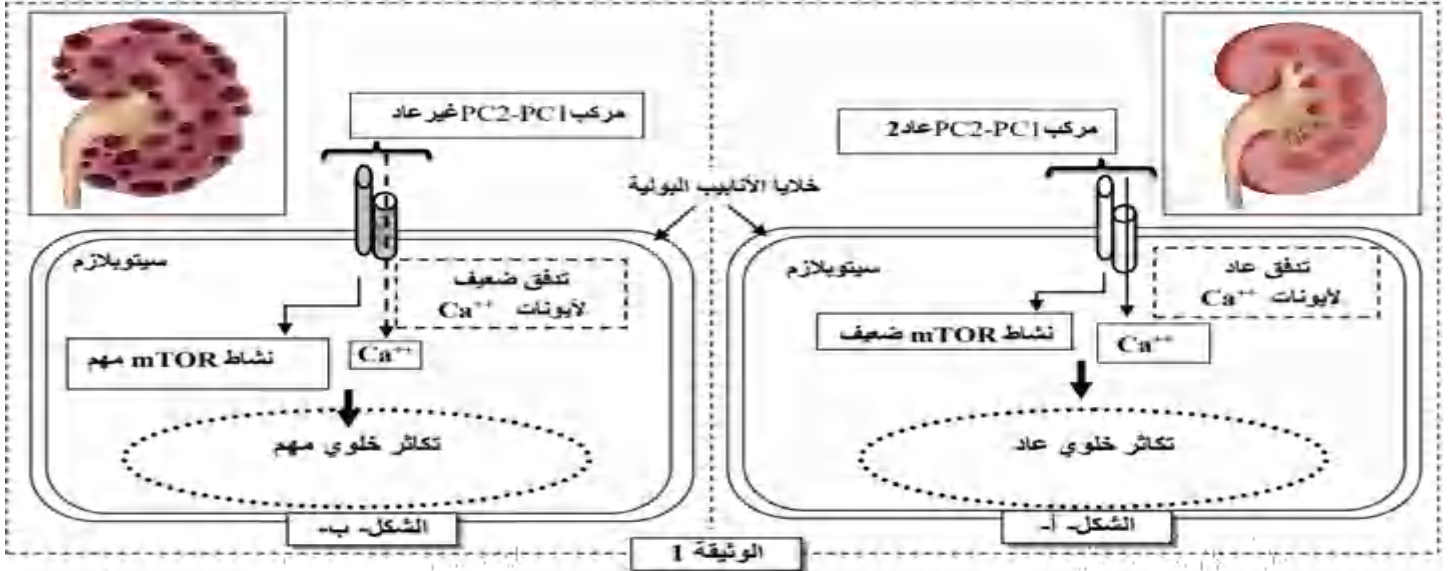 مركب PC2-PC1 عاد2
تدفق عاد
لأيونات Ca⁺⁺
سيتوبلازم
نشاط mTOR ضعيف
Ca⁺⁺
تكاثر خلوي عاد
الشكل- أ-
خلايا الأنابيب البولية
مركب PC2-PC1 غير عاد
سيتوبلازم
تدفق ضعيف
لأيونات Ca⁺⁺
نشاط mTOR مهم
Ca⁺⁺
تكاثر خلوي مهم
الشكل- ب-
الوثيقة 1